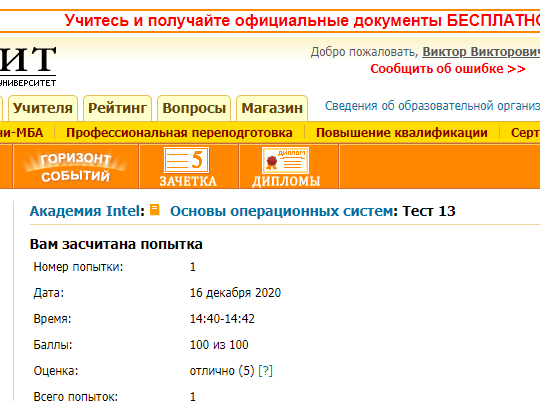 Учитесь и получайте официальные документы БЕСПЛАТНО
ИТ
УНИВЕРСИТЕТ
Добро пожаловать, Виктор Викторович
Сообщить об ошибке >>
Учителя Рейтинг Вопросы Магазин Сведения об образовательной организ
ни-МБА Профессиональная переподготовка Повышение квалификации Серт
ГОРИЗОНТ СОБЫТИЙ
5
ЗАЧЕТКА
ДИПЛОМ
ДИПЛОМЫ
Академия Intel: Основы операционных систем: Тест 13
Вам засчитана попытка
Номер попытки: 1
Дата: 16 декабря 2020
Время: 14:40-14:42
Баллы: 100 из 100
Оценка: отлично (5) [?]
Всего попыток: 1